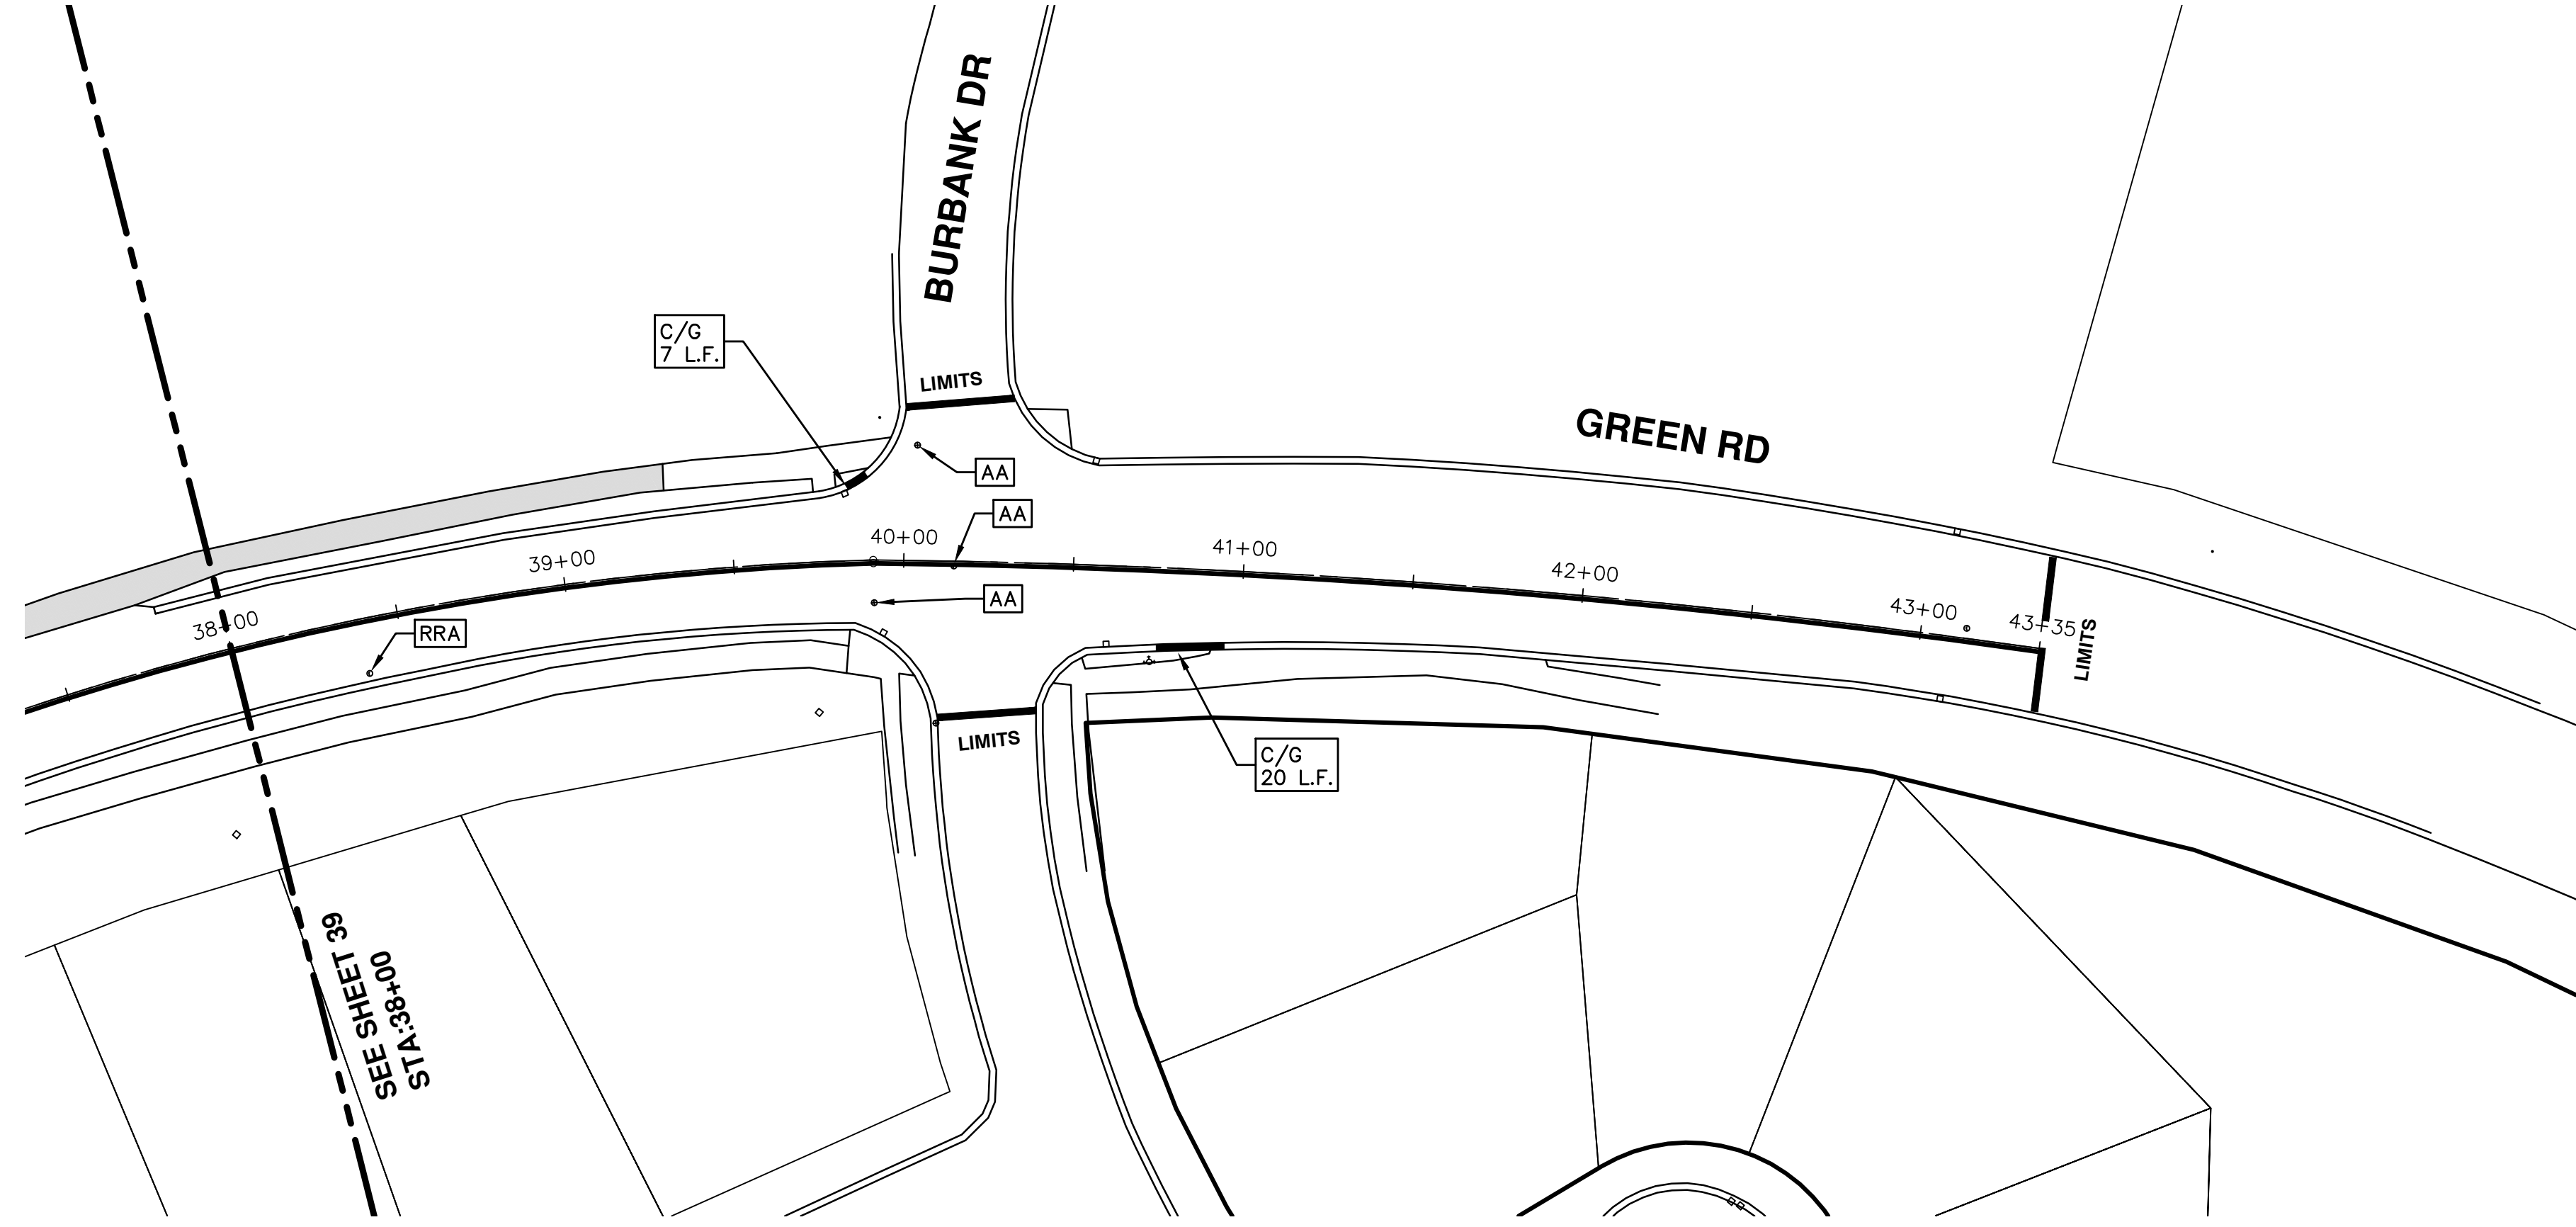 BURBANK DR
C/G
7 L.F.
LIMITS
GREEN RD
AA
AA
40+00
41+00
39+00
42+00
AA
43+00
38+00
43+35
RRA
LIMITS
LIMITS
C/G
20 L.F.
SEE SHEET 39
STA:38+00